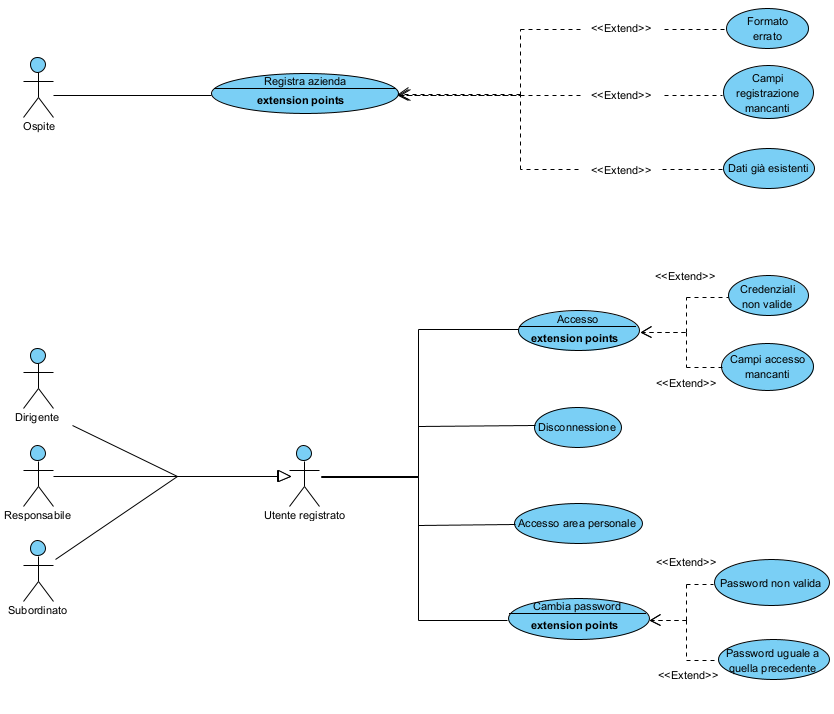 Formato
errato
<<Extend>>
Registra azienda
extension points
Ospite
<<Extend>>
Campi
registrazione
mancanti
<<Extend>>
Dati già esistenti
<<Extend>>
Credenziali
non valide
Accesso
extension points
Campi accesso
mancanti
<<Extend>>
Dirigente
Disconnessione
Responsabile
Utente registrato
Accesso area personale
<<Extend>>
Password non valida
Subordinato
Cambia password
extension points
Password uguale a
quella precedente
<<Extend>>